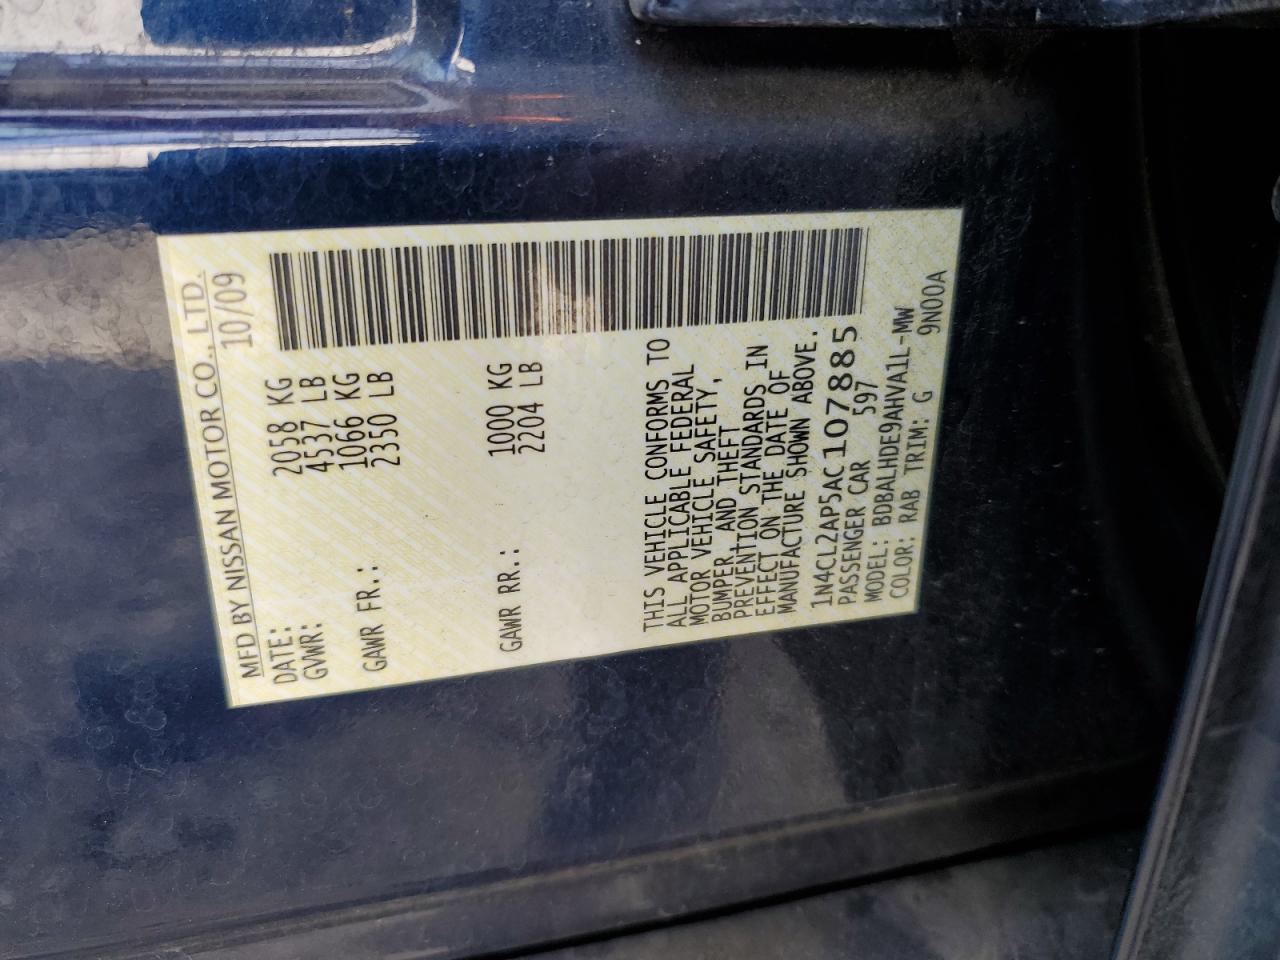 MFD BY NISSAN MOTOR CO., LTD.
DATE: 10/09
GVWR: 2058 KG
4537 LB
GAWR FR.: 1066 KG
2350 LB
GAWR RR.: 1000 KG
2204 LB
THIS VEHICLE CONFORMS TO
ALL APPLICABLE FEDERAL
MOTOR VEHICLE SAFETY,
BUMPER, AND THEFT
PREVENTION STANDARDS IN
EFFECT ON THE DATE OF
MANUFACTURE SHOWN ABOVE.
1N4CL2AP5AC107885
PASSENGER CAR 597
MODEL: BDBALHDE9AHVA1L-MW
COLOR: RAB TRIM: G 9N00A